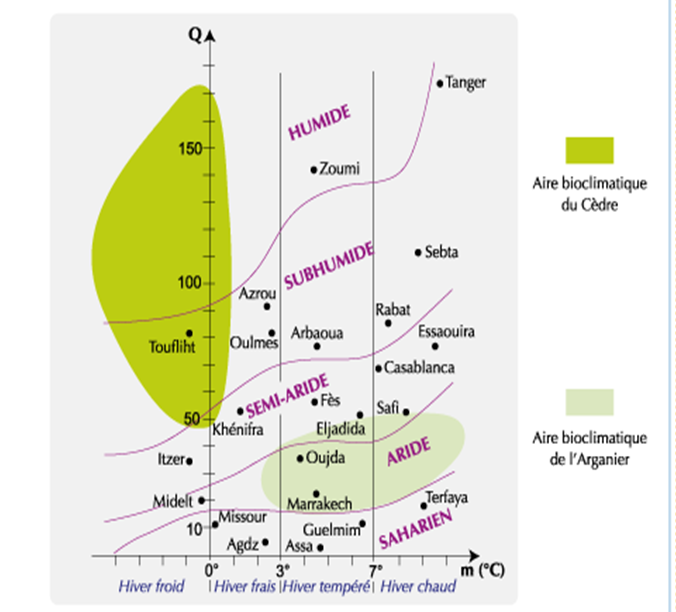 Q
Tanger
HUMIDE
150
Zoumi
Aire bioclimatique
du Cèdre
SUBHUMIDE
Sebta
100
Azrou
Rabat
Toufliht
Oulmes
Arbaoua
Essaouira
Casablanca
SEMI-ARIDE
Fès
Safi
50
Khénifra
Eljadida
Aire bioclimatique
de l'Arganier
Itzer
Oujda
ARIDE
Midelt
Marrakech
Terfaya
Missour
10
Guelmim
SAHARIEN
Agdz
Assa
0° 3° 7° m (°C)
Hiver froid Hiver frais Hiver tempéré Hiver chaud